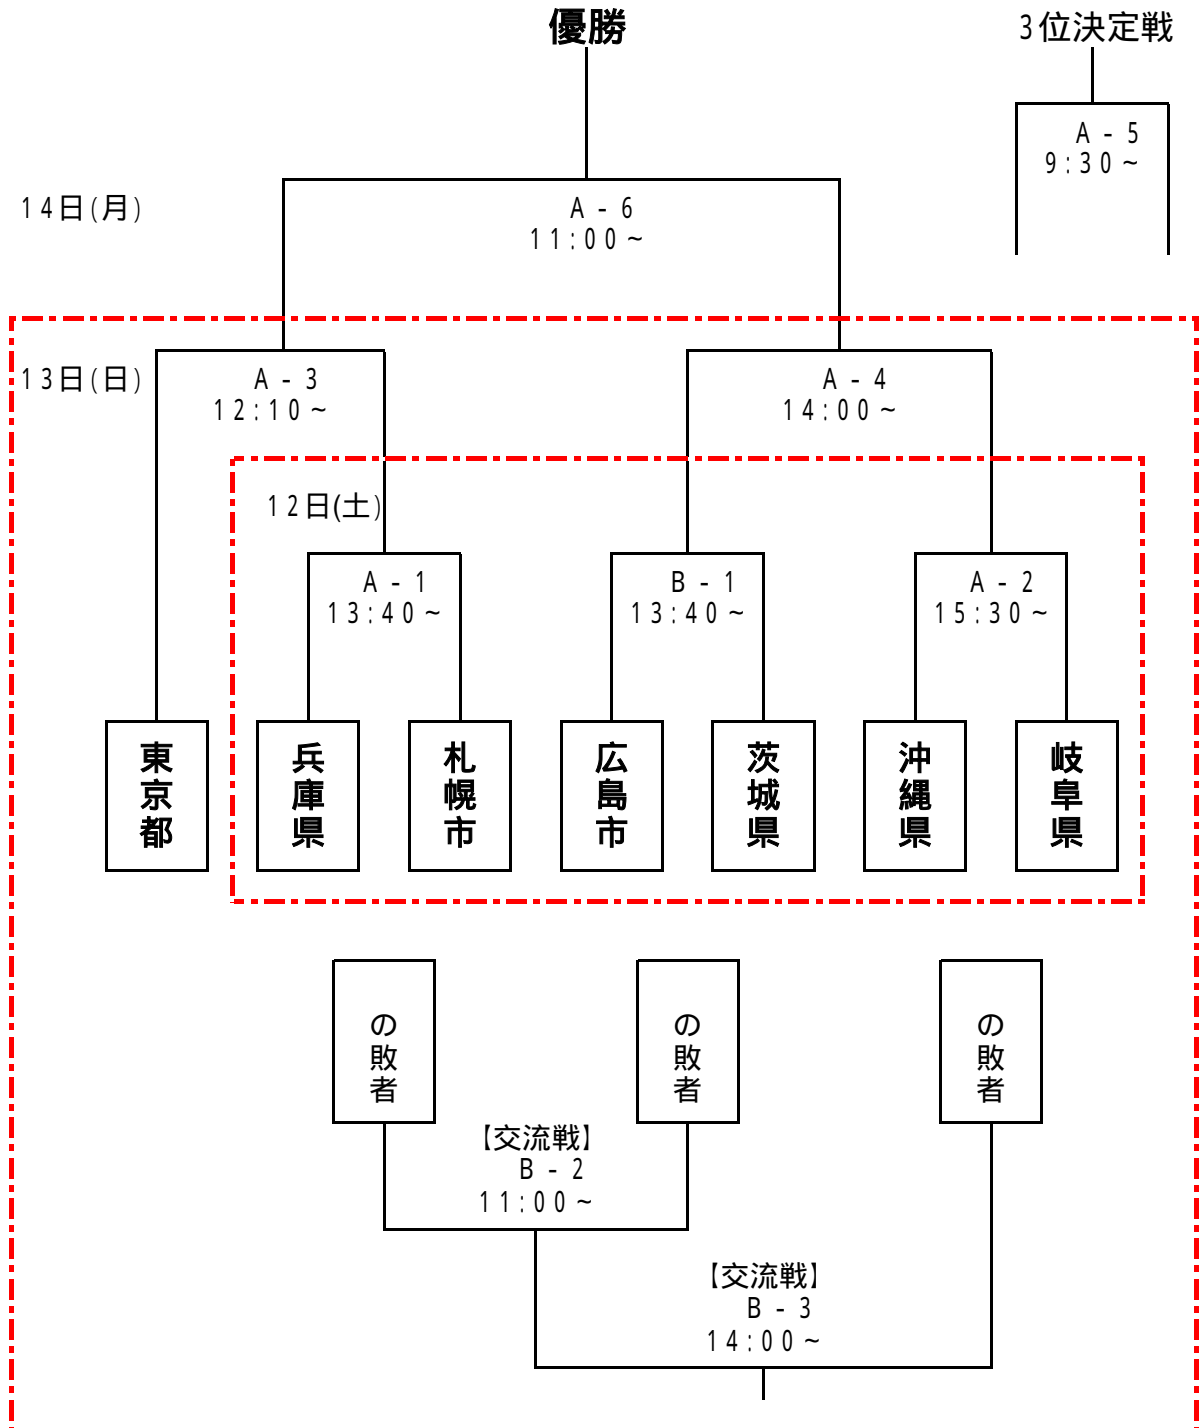 優勝
3位決定戦
A-5
9:30~
14日(月)
A-6
11:00~
13日(日)
A-3
12:10~
A-4
14:00~
12日(土)
A-1
13:40~
B-1
13:40~
A-2
15:30~
東京都
兵庫県
札幌市
広島市
茨城県
沖縄県
岐阜県
の敗者
の敗者
の敗者
【交流戦】
B-2
11:00~
【交流戦】
B-3
14:00~